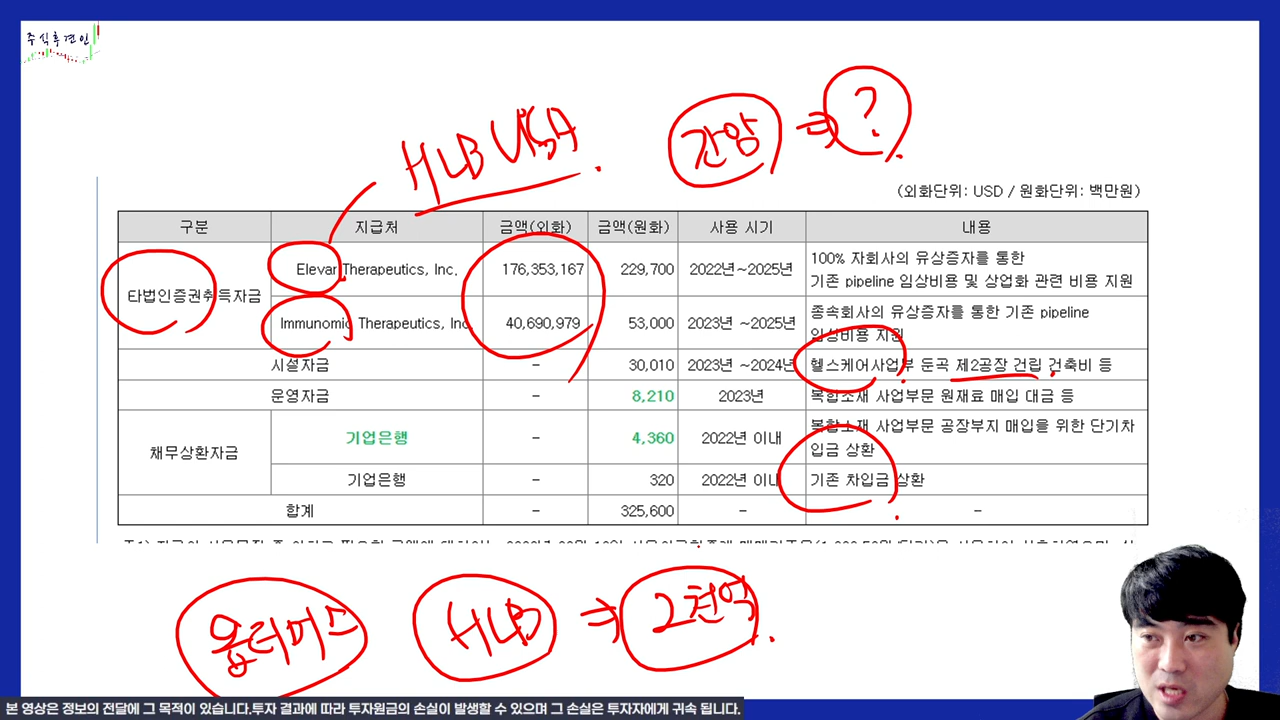 주식후견인
HLB USA.
간암 ⇒ ?
(외화단위: USD / 원화단위: 백만원)
구분 지급처 금액(외화) 금액(원화) 사용 시기 내용
타법인증권취득자금 Elevar Therapeutics, Inc. 176,353,167 229,700 2022년~2025년 100% 자회사의 유상증자를 통한
기존 pipeline 임상비용 및 상업화 관련 비용 지원
Immunomic Therapeutics, Inc. 40,690,979 53,000 2023년 ~2025년 종속회사의 유상증자를 통한 기존 pipeline
임상비용 지원
시설자금 - 30,010 2023년 ~2024년 헬스케어사업부 둔곡 제2공장 건립 건축비 등
운영자금 - 8,210 2023년 복합소재 사업부문 원재료 매입 대금 등
채무상환자금 기업은행 - 4,360 2022년 이내 복합소재 사업부문 공장부지 매입을 위한 단기차
입금 상환
기업은행 - 320 2022년 이내 기존 차입금 상환
합계 - 325,600 - -
옵티머스 HLB ⇒ 2천억.
본 영상은 정보의 전달에 그 목적이 있습니다.투자 결과에 따라 투자원금의 손실이 발생할 수 있으며 그 손실은 투자자에게 귀속 됩니다.